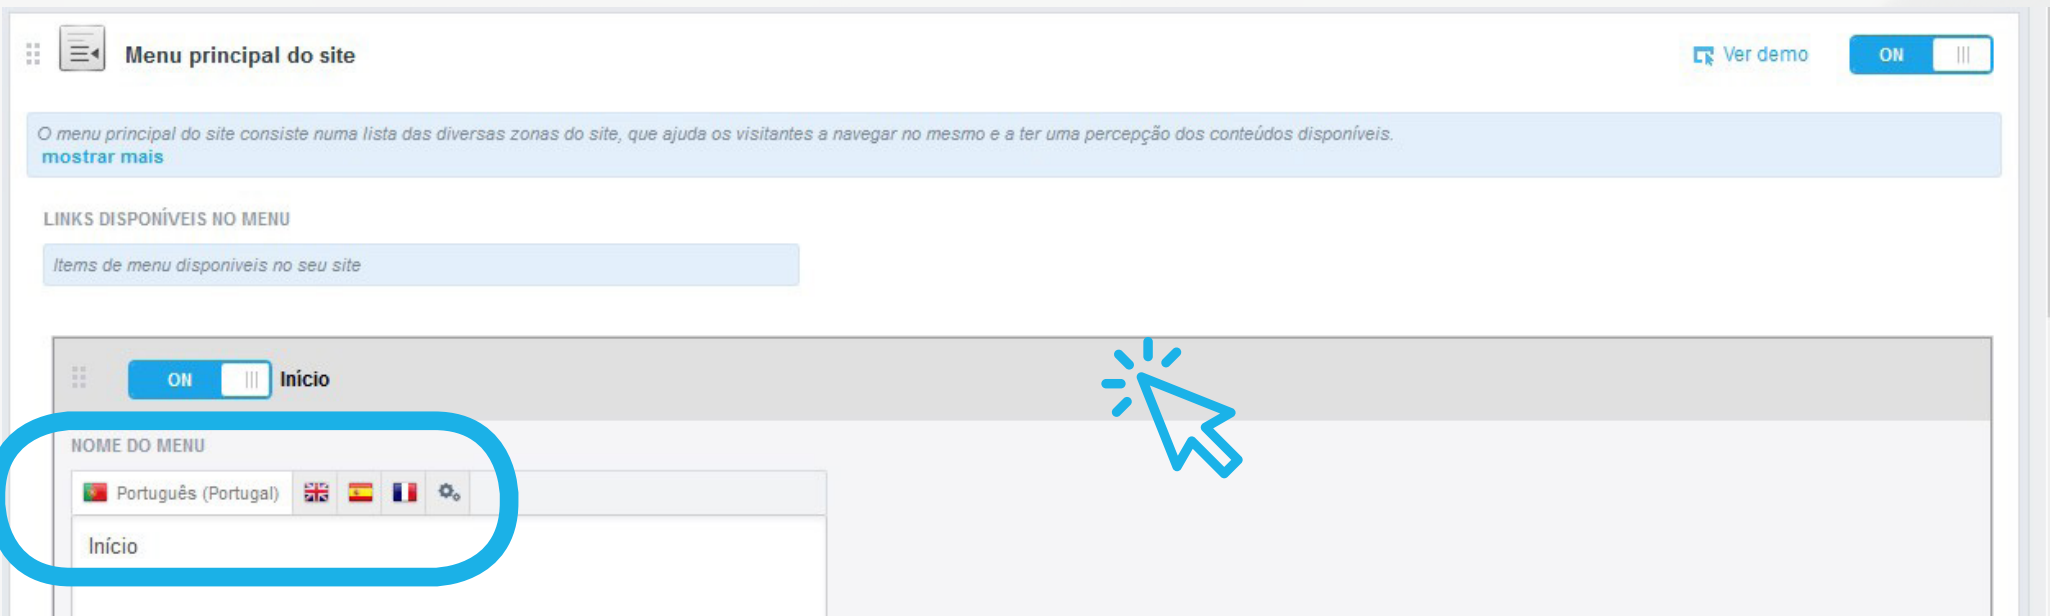 Menu principal do site
Ver demo
ON
O menu principal do site consiste numa lista das diversas zonas do site, que ajuda os visitantes a navegar no mesmo e a ter uma percepção dos conteúdos disponíveis.
mostrar mais
LINKS DISPONÍVEIS NO MENU
Items de menu disponiveis no seu site
ON
Início
NOME DO MENU
Português (Portugal)
Início